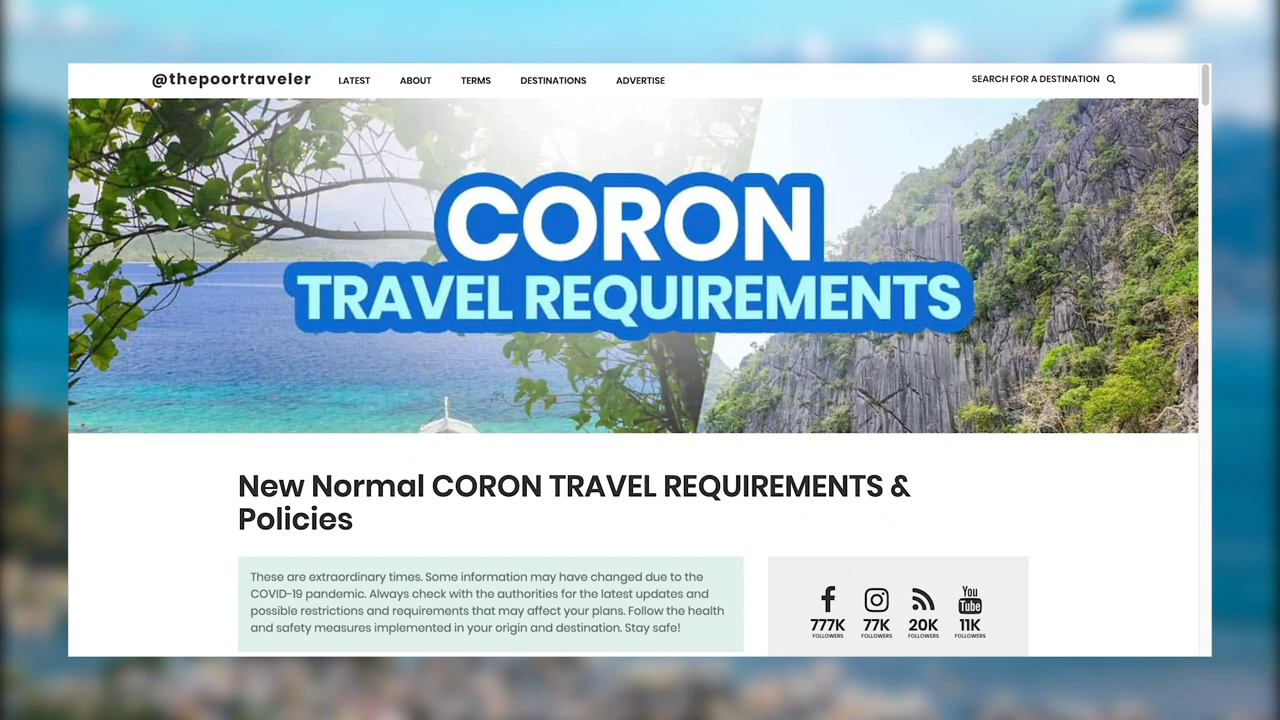 @thepoortraveler LATEST ABOUT TERMS DESTINATIONS ADVERTISE SEARCH FOR A DESTINATION
CORON
TRAVEL REQUIREMENTS
New Normal CORON TRAVEL REQUIREMENTS &
Policies
These are extraordinary times. Some information may have changed due to the
COVID-19 pandemic. Always check with the authorities for the latest updates and
possible restrictions and requirements that may affect your plans. Follow the health
and safety measures implemented in your origin and destination. Stay safe!
You
Tube
777K 77K 20K 11K
FOLLOWERS FOLLOWERS FOLLOWERS FOLLOWERS